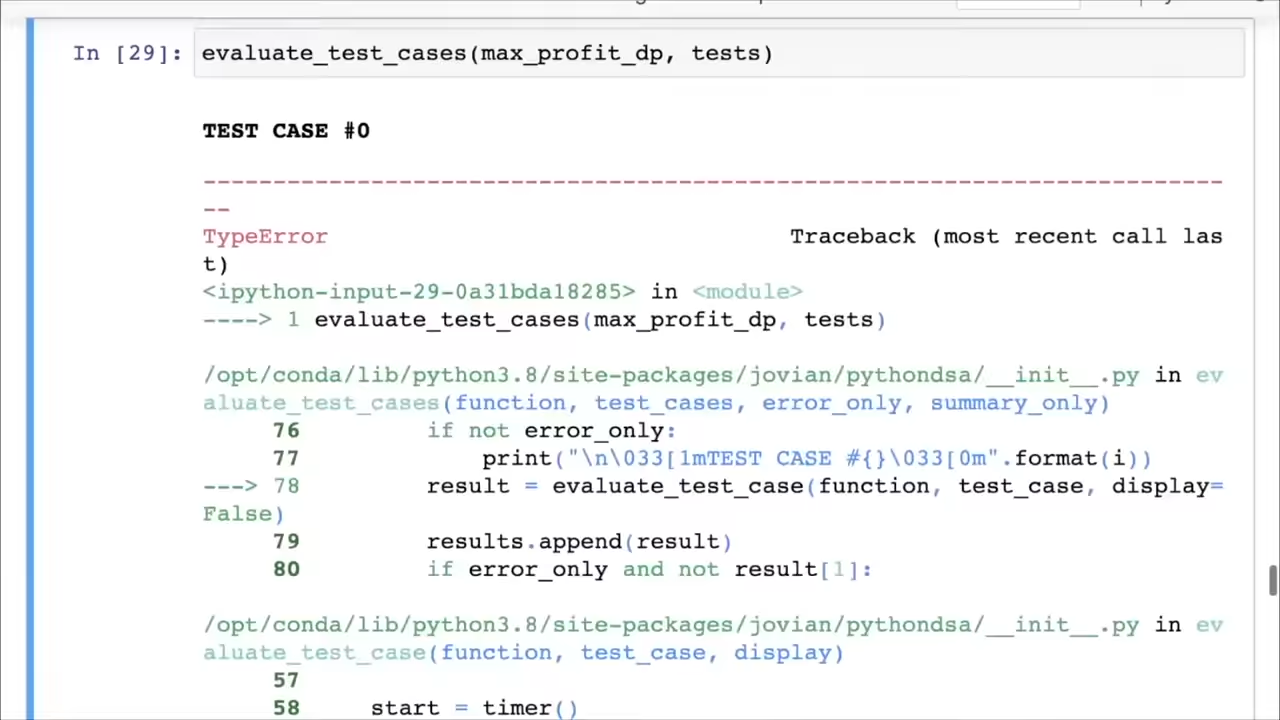 In [29]: evaluate_test_cases(max_profit_dp, tests)
TEST CASE #0
-------------------------------------------------------------------------
--
TypeError Traceback (most recent call las
t)
<ipython-input-29-0a31bda18285> in <module>
----> 1 evaluate_test_cases(max_profit_dp, tests)
/opt/conda/lib/python3.8/site-packages/jovian/pythondsa/__init__.py in ev
aluate_test_cases(function, test_cases, error_only, summary_only)
76 if not error_only:
77 print("\n\033[1mTEST CASE #{}\033[0m".format(i))
---> 78 result = evaluate_test_case(function, test_case, display=
False)
79 results.append(result)
80 if error_only and not result[1]:
/opt/conda/lib/python3.8/site-packages/jovian/pythondsa/__init__.py in ev
aluate_test_case(function, test_case, display)
57
58 start = timer()